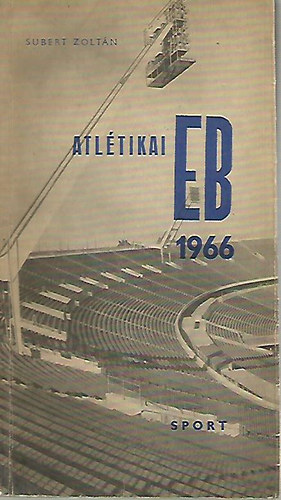 SUBERT ZOLTÁN
ATLÉTIKAI EB
1966
SPORT